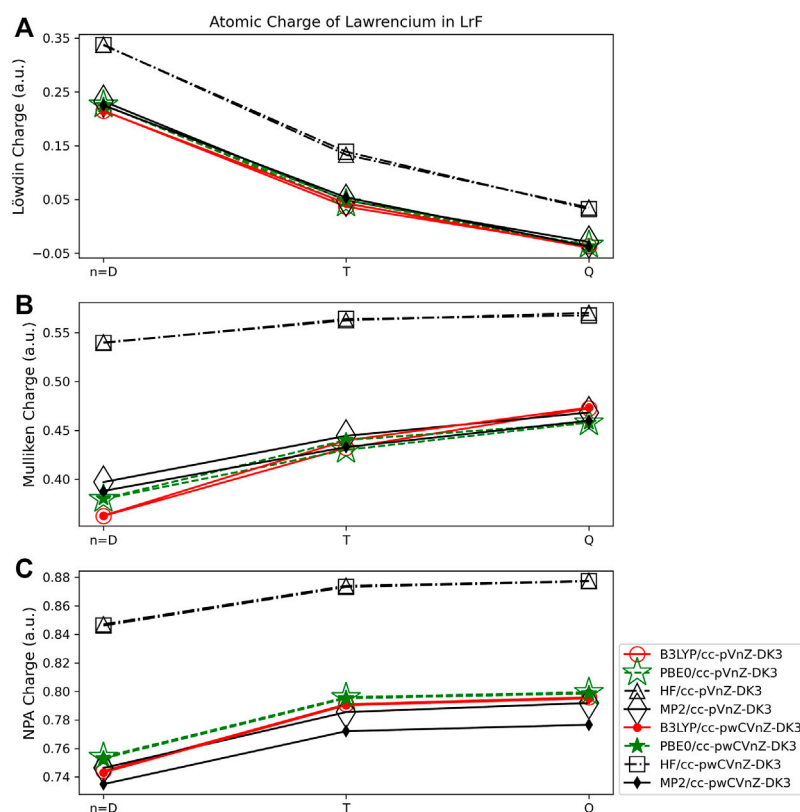 A
Atomic Charge of Lawrencium in LrF
0.35
0.25
0.15
0.05
−0.05
Löwdin Charge (a.u.)
n=D T Q
B
0.55
0.50
0.45
0.40
Mulliken Charge (a.u.)
n=D T Q
C
0.88
0.86
0.84
0.82
0.80
0.78
0.76
0.74
NPA Charge (a.u.)
n=D T Q
B3LYP/cc-pVnZ-DK3
PBE0/cc-pVnZ-DK3
HF/cc-pVnZ-DK3
MP2/cc-pVnZ-DK3
B3LYP/cc-pwCVnZ-DK3
PBE0/cc-pwCVnZ-DK3
HF/cc-pwCVnZ-DK3
MP2/cc-pwCVnZ-DK3